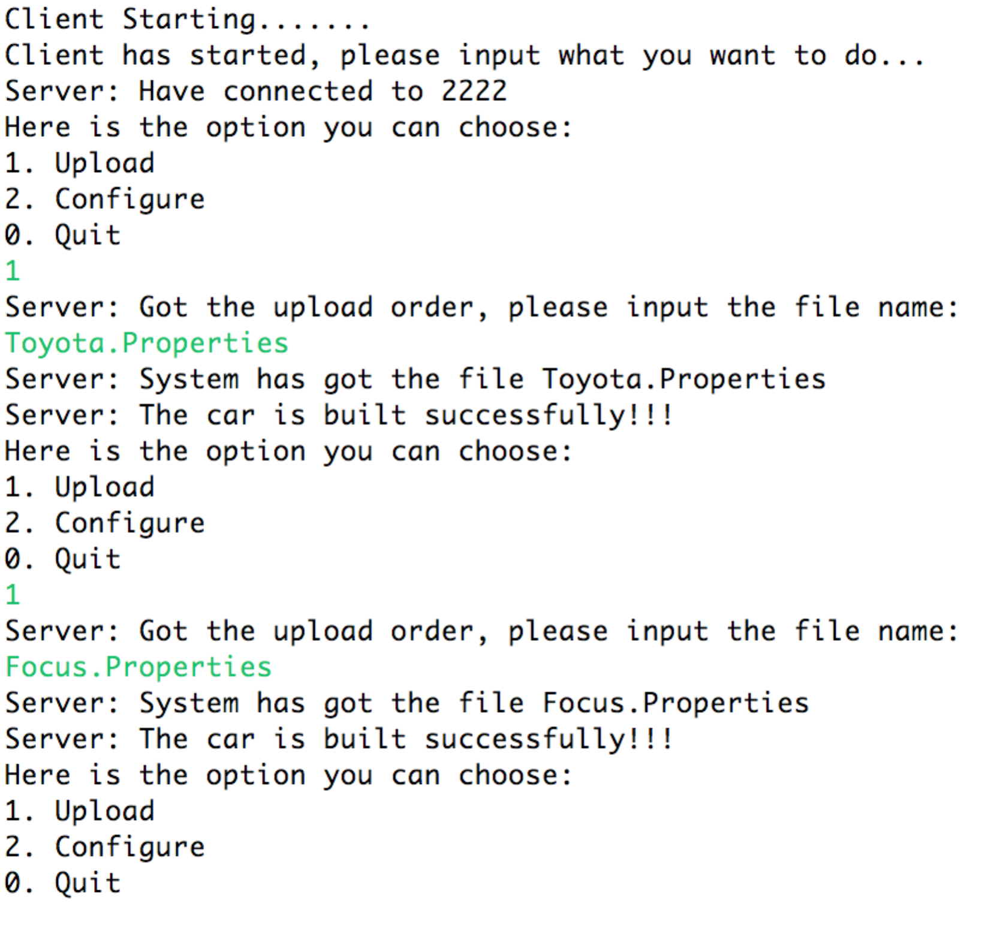 Client Starting.......
Client has started, please input what you want to do...
Server: Have connected to 2222
Here is the option you can choose:
1. Upload
2. Configure
0. Quit
1
Server: Got the upload order, please input the file name:
Toyota.Properties
Server: System has got the file Toyota.Properties
Server: The car is built successfully!!!
Here is the option you can choose:
1. Upload
2. Configure
0. Quit
1
Server: Got the upload order, please input the file name:
Focus.Properties
Server: System has got the file Focus.Properties
Server: The car is built successfully!!!
Here is the option you can choose:
1. Upload
2. Configure
0. Quit